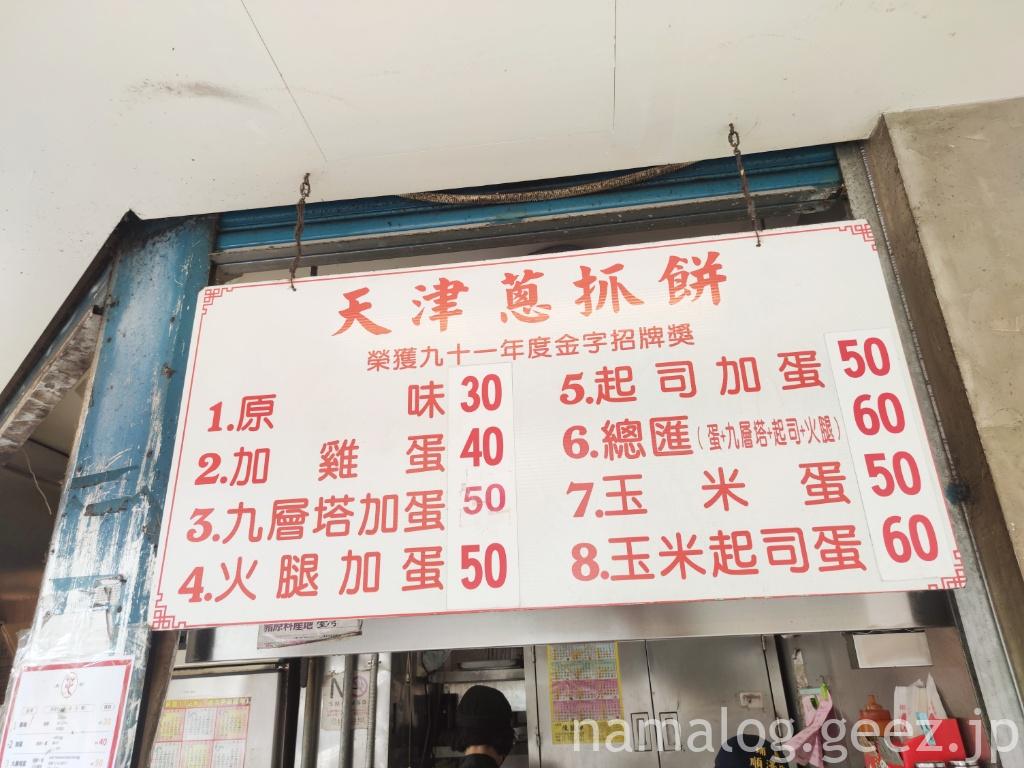 天津蔥抓餅
榮獲九十一年度金字招牌獎
1.原味 30
2.加雞蛋 40
3.九層塔加蛋 50
4.火腿加蛋 50
5.起司加蛋 50
6.總匯(蛋+九層塔+起司+火腿) 60
7.玉米蛋 50
8.玉米起司蛋 60
namalog.geez.jp